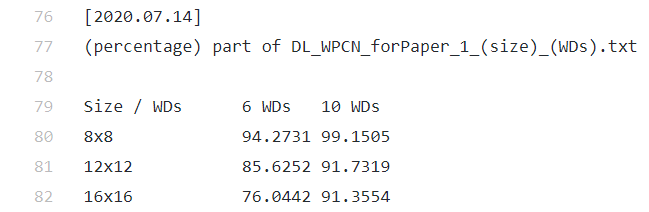 76 [2020.07.14]
77 (percentage) part of DL_WPCN_forPaper_1_(size)_(WDs).txt
78
79 Size / WDs 6 WDs 10 WDs
80 8x8 94.2731 99.1505
81 12x12 85.6252 91.7319
82 16x16 76.0442 91.3554